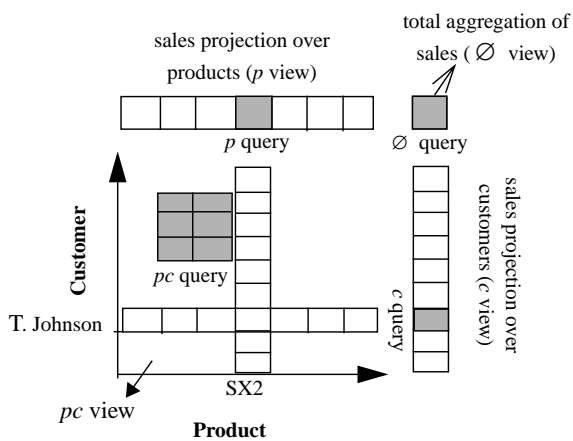 sales projection over
products (p view)
total aggregation of
sales ( ∅ view)
p query
∅ query
Customer
pc query
T. Johnson
c query
sales projection over
customers (c view)
SX2
pc view
Product